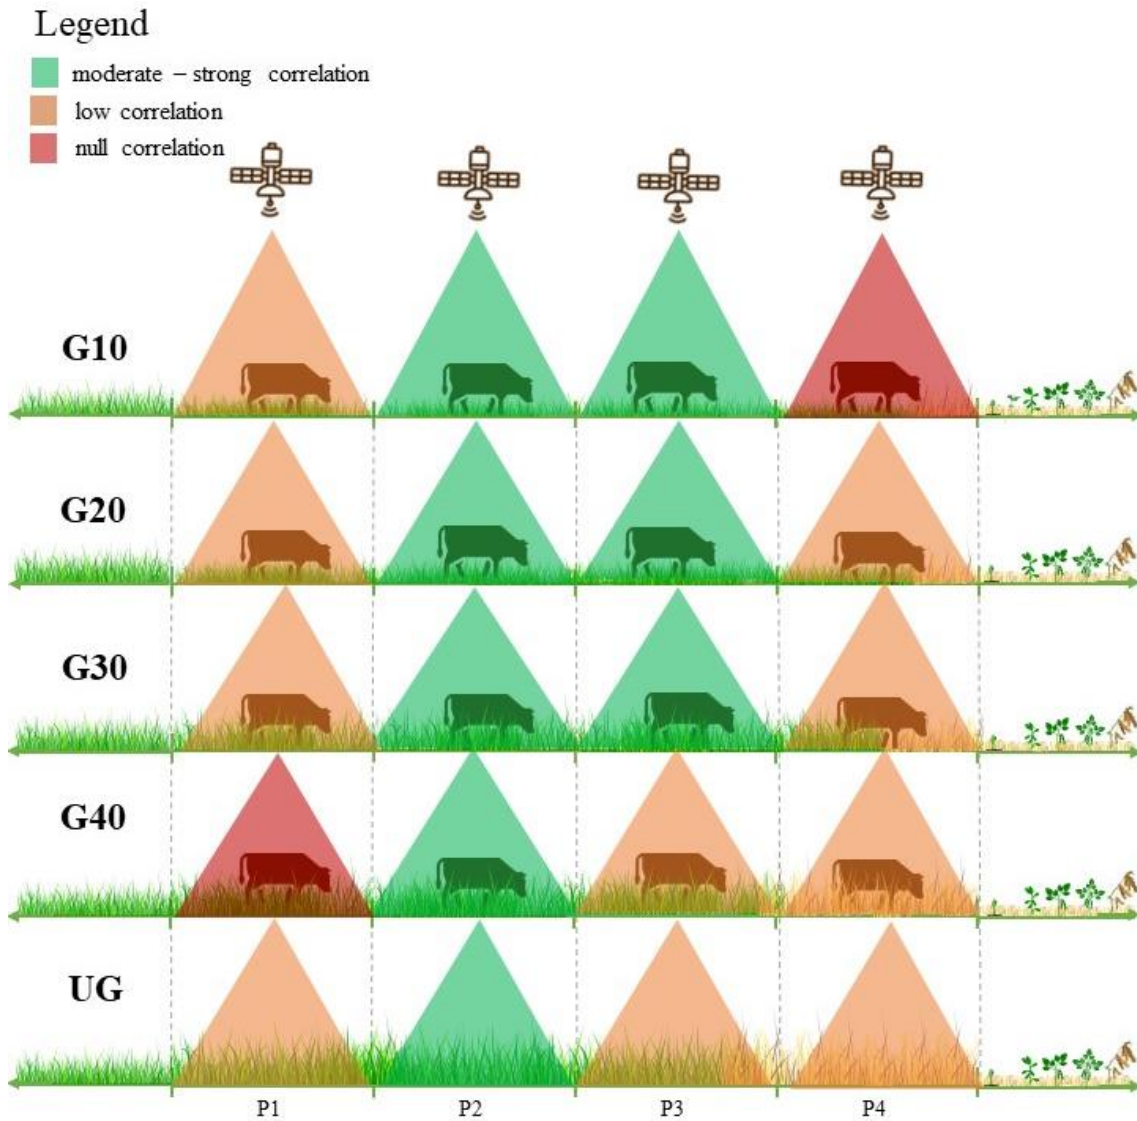 Legend
moderate – strong correlation
low correlation
null correlation
G10
G20
G30
G40
UG
P1 P2 P3 P4